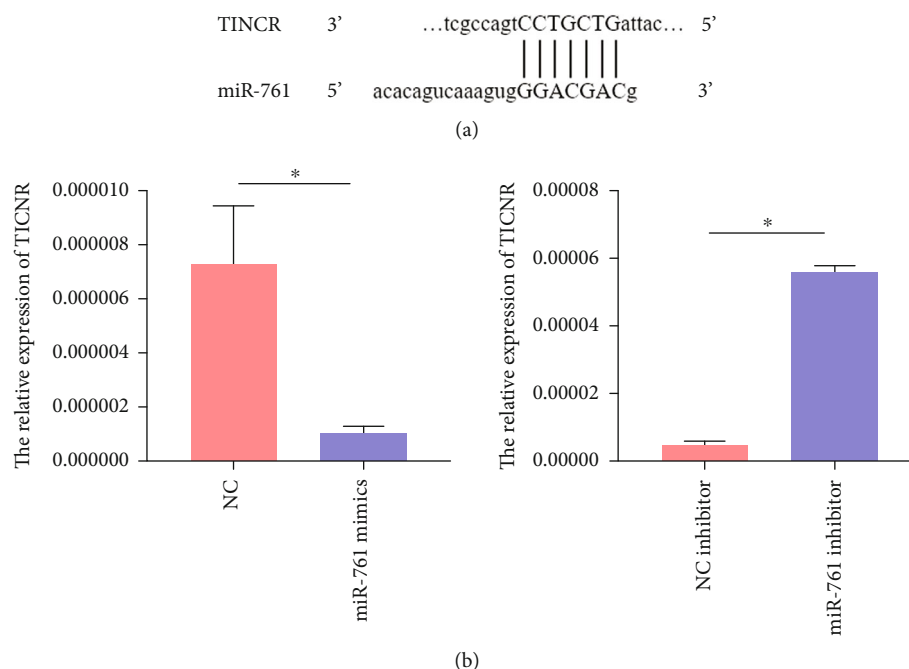 TINCR 3’ …tcgccagtCCTGCTGattac… 5’
miR-761 5’ acacagucaaagugGGACGACg 3’
(a)
The relative expression of TICNR
0.000010
0.000008
0.000006
0.000004
0.000002
0.000000
*
NC
miR-761 mimics
The relative expression of TICNR
0.00008
0.00006
0.00004
0.00002
0.00000
*
NC inhibitor
miR-761 inhibitor
(b)